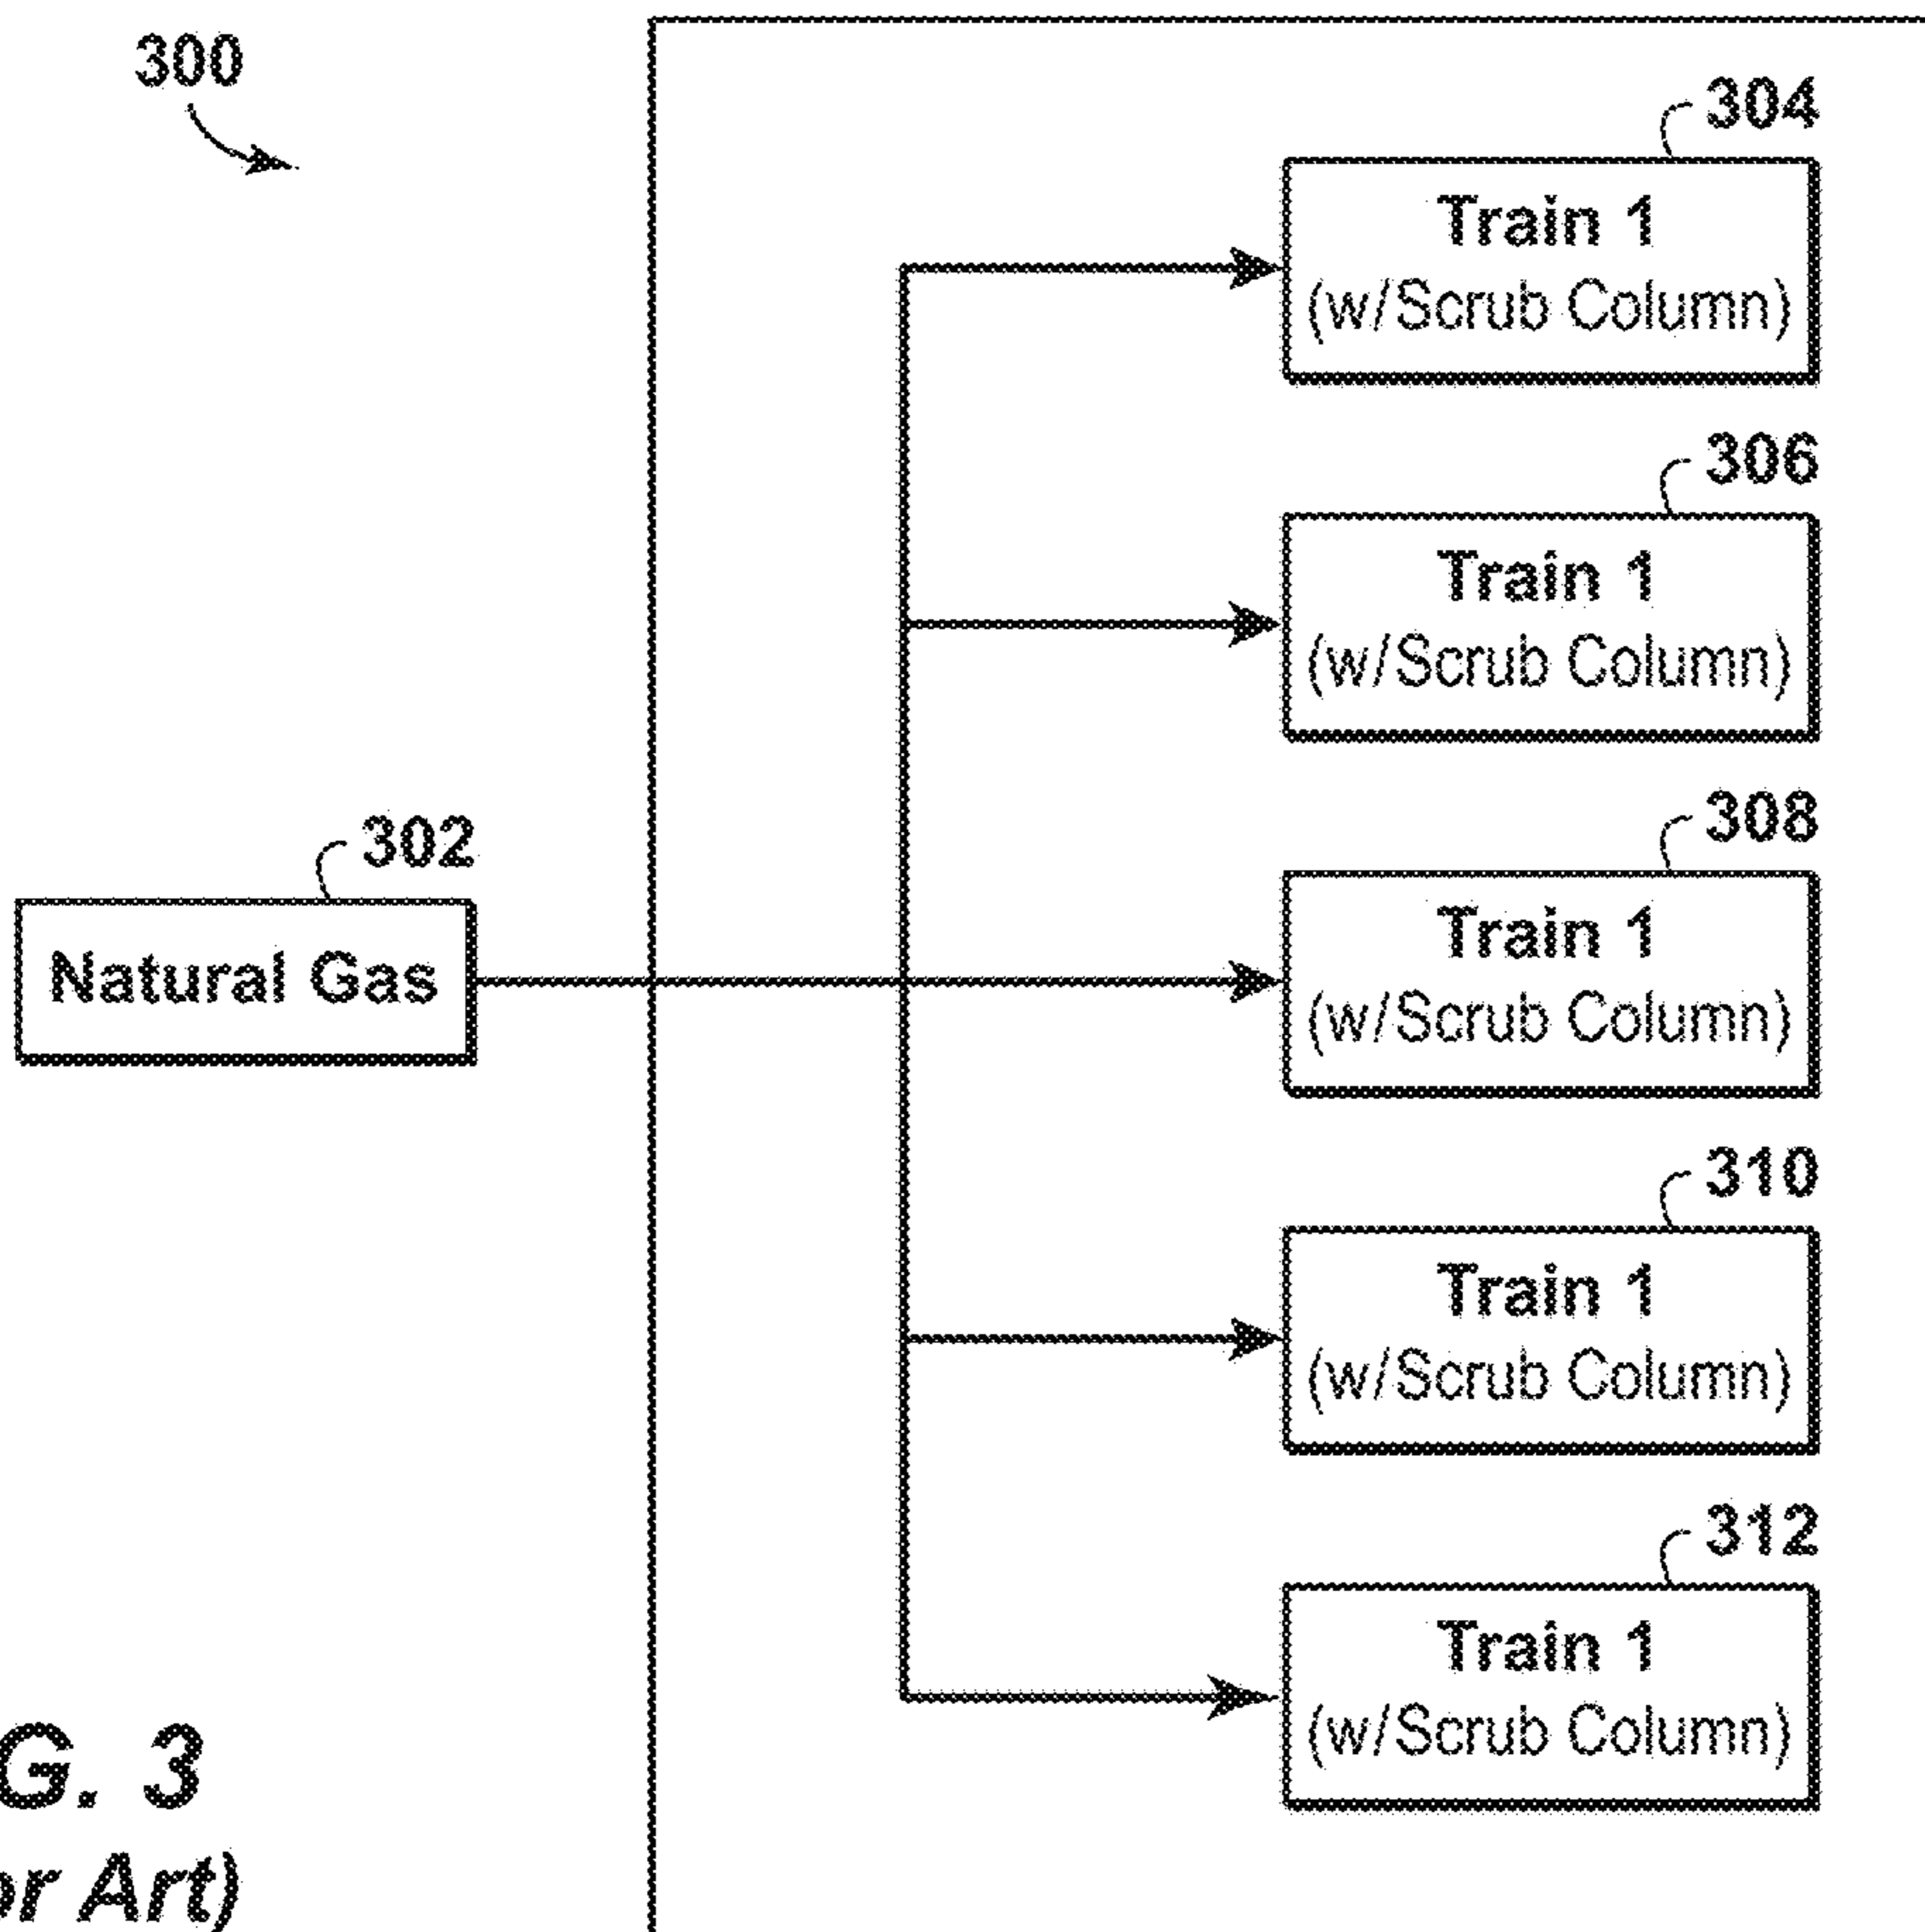 300
304
Train 1
(w/Scrub Column)
306
Train 1
(w/Scrub Column)
302
Natural Gas
308
Train 1
(w/Scrub Column)
310
Train 1
(w/Scrub Column)
312
Train 1
(w/Scrub Column)
G. 3
or Art)